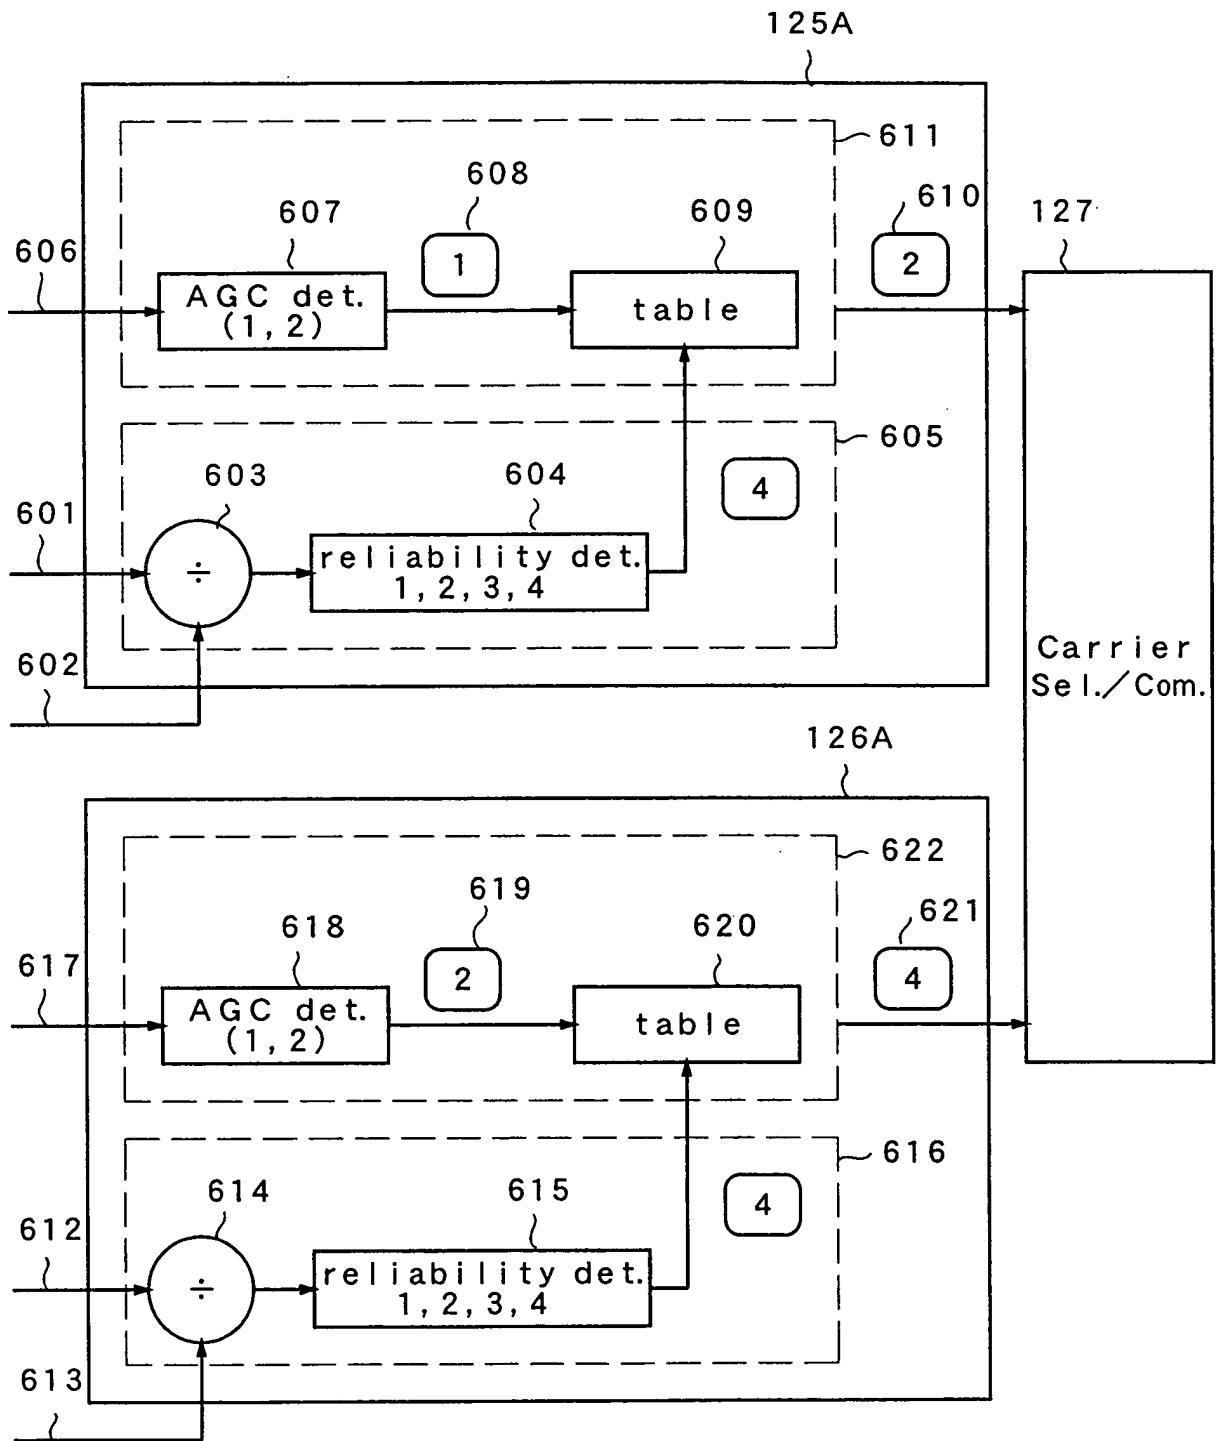 125A
611
608
610
607
609
127
606
1
2
AGC det.
(1, 2)
table
605
603
604
4
601
÷
reliability det.
1, 2, 3, 4
602
Carrier
Sel./Com.
126A
622
619
621
618
620
617
2
4
AGC det.
(1, 2)
table
616
614
615
4
612
÷
reliability det.
1, 2, 3, 4
613